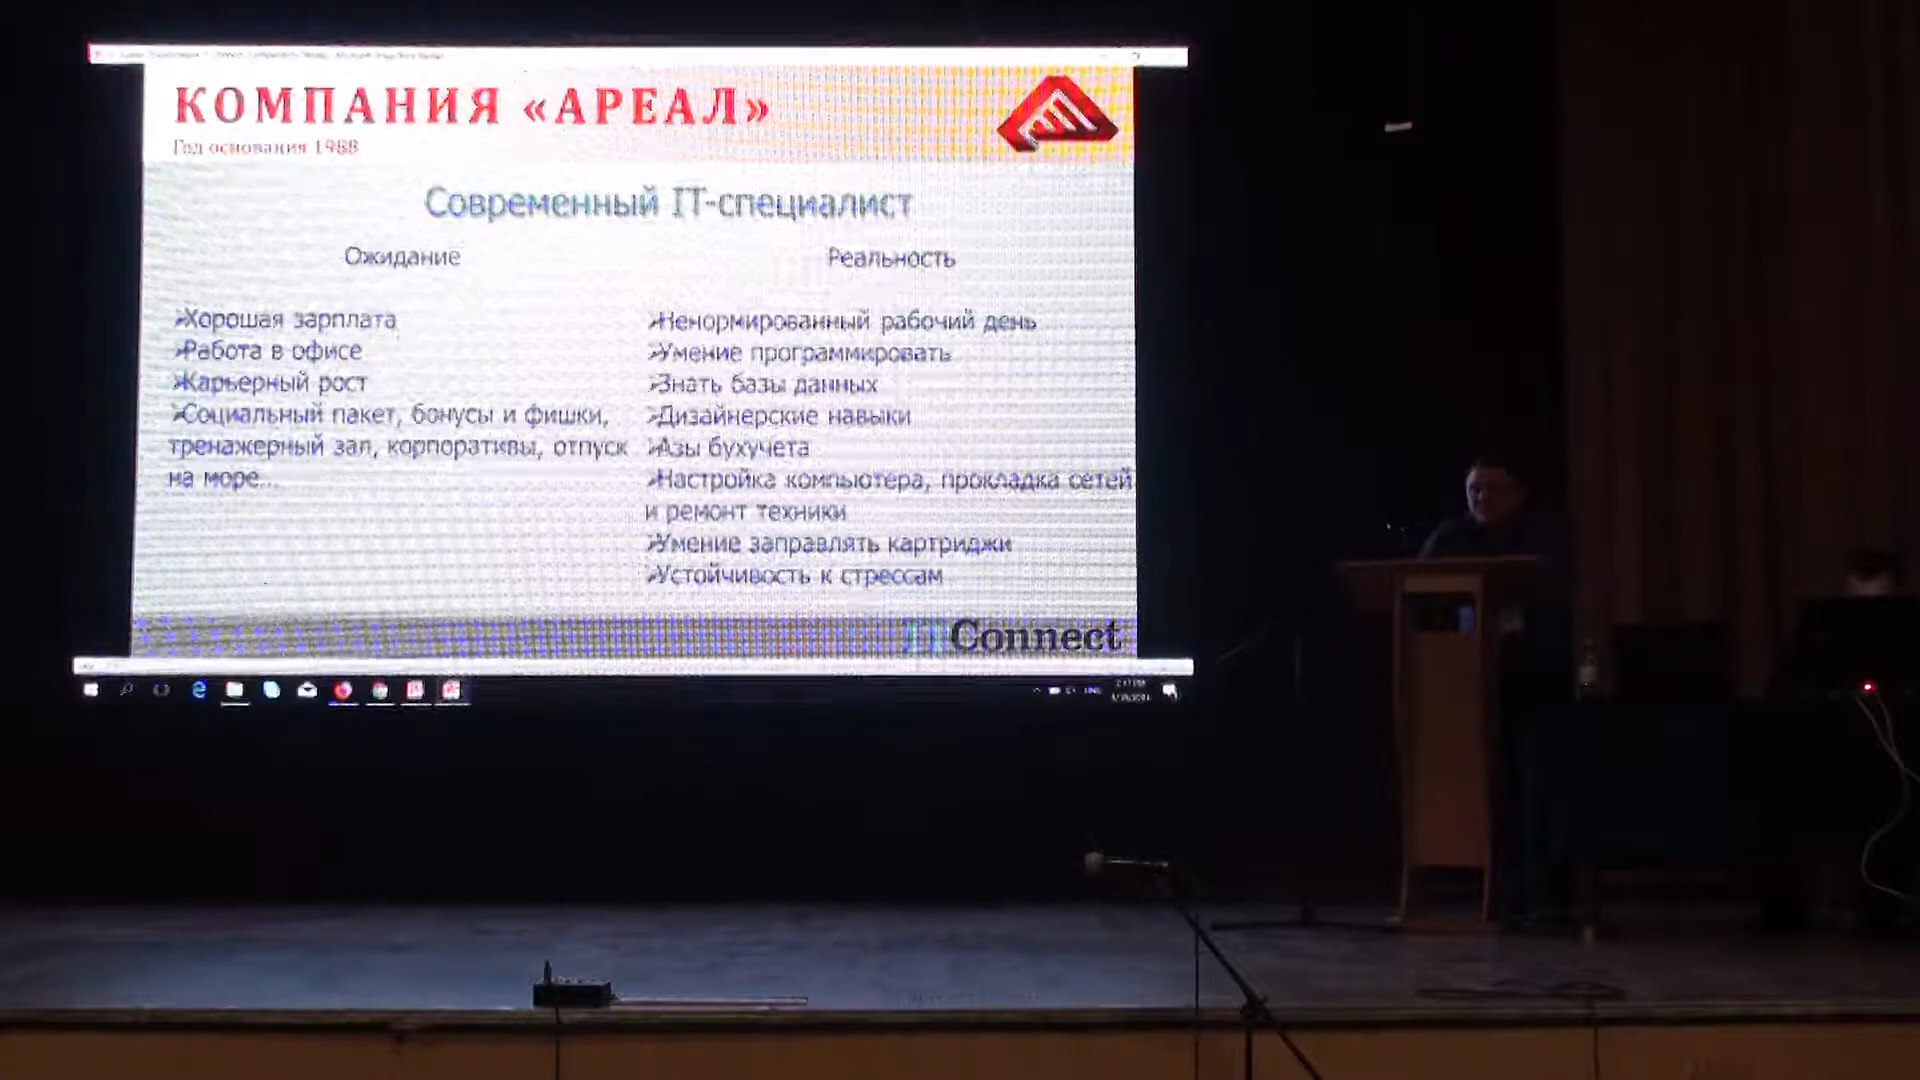 КОМПАНИЯ «АРЕАЛ»
Год основания 1988
Современный IT-специалист
Ожидание
Хорошая зарплата
Работа в офисе
Карьерный рост
Социальный пакет, бонусы и фишки,
тренажерный зал, корпоративы, отпуск
на море...
Реальность
Ненормированный рабочий день
Умение программировать
Знать базы данных
Дизайнерские навыки
Азы бухучета
Настройка компьютера, прокладка сетей
и ремонт техники
Умение заправлять картриджи
Устойчивость к стрессам
IT Connect
ENG